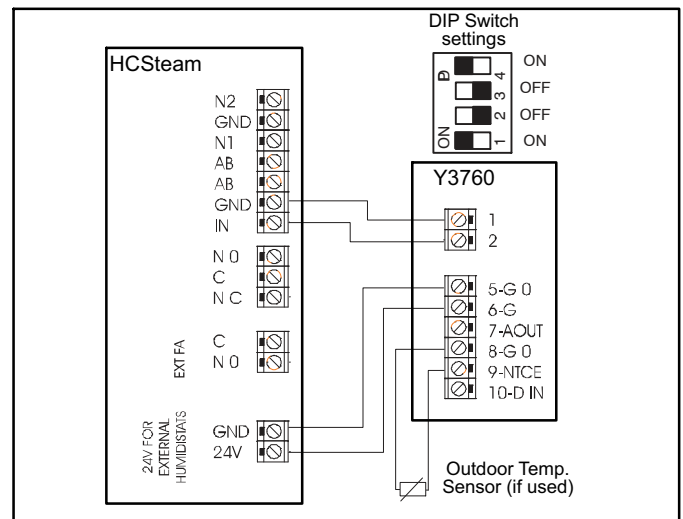 DIP Switch
settings
ON
OFF
OFF
ON
4
3
2
1
ON
HCSteam
N2
GND
N1
AB
AB
GND
IN
N 0
C
N C
EXT FA
C
N 0
24V FOR
EXTERNAL
HUMIDISTATS
GND
24V
Y3760
1
2
5-G 0
6-G
7-AOUT
8-G 0
9-NTCE
10-D IN
Outdoor Temp.
Sensor (if used)